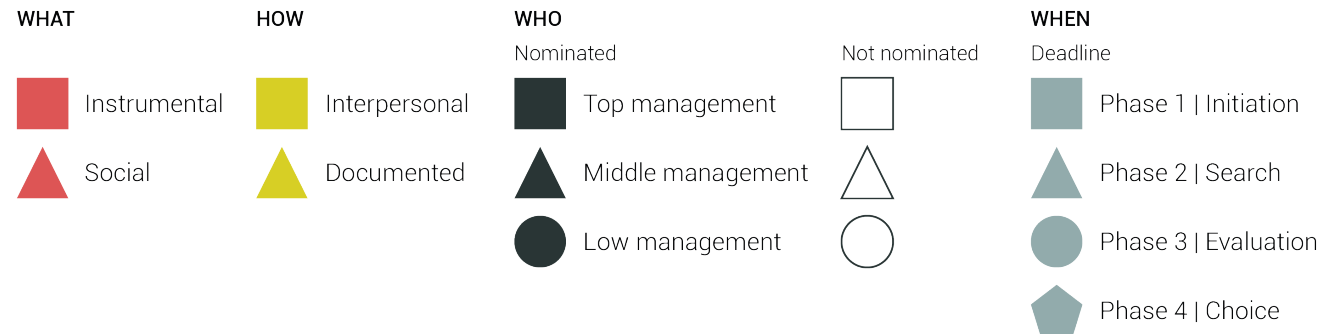 WHAT
HOW
WHO
WHEN
Nominated
Not nominated
Deadline
Instrumental
Interpersonal
Top management
Phase 1 | Initiation
Social
Documented
Middle management
Phase 2 | Search
Low management
Phase 3 | Evaluation
Phase 4 | Choice